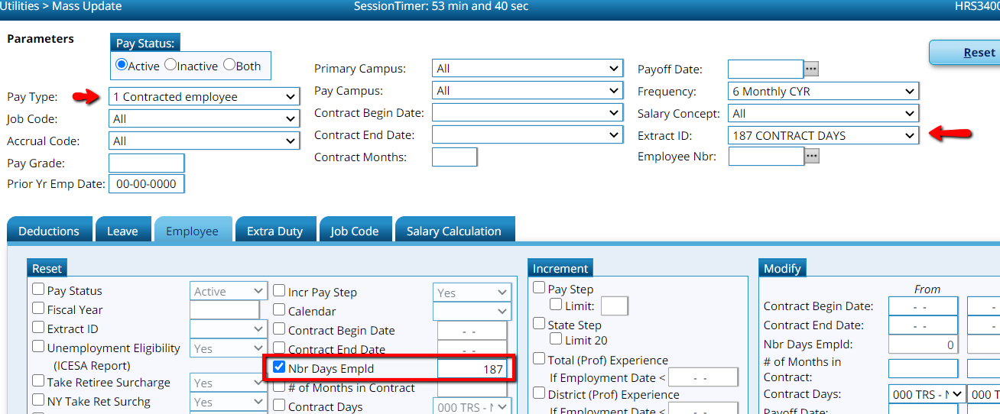 Utilities > Mass Update SessionTimer: 53 min and 40 sec HRS3400
Parameters
Pay Status:
Active Inactive Both
Reset
Pay Type: 1 Contracted employee
Job Code: All
Accrual Code: All
Pay Grade:
Prior Yr Emp Date: 00-00-0000
Primary Campus: All
Pay Campus: All
Contract Begin Date:
Contract End Date:
Contract Months:
Payoff Date: ...
Frequency: 6 Monthly CYR
Salary Concept: All
Extract ID: 187 CONTRACT DAYS
Employee Nbr: ...
Deductions Leave Employee Extra Duty Job Code Salary Calculation
Reset
Pay Status Active
Fiscal Year
Extract ID
Unemployment Eligibility Yes
(ICESA Report)
Take Retiree Surcharge Yes
NY Take Ret Surchg Yes
Incr Pay Step Yes
Calendar
Contract Begin Date - -
Contract End Date - -
Nbr Days Empld 187
# of Months in Contract
Contract Days 000 TRS - N
Increment
Pay Step
Limit:
State Step
Limit 20
Total (Prof) Experience
If Employment Date < - -
District (Prof) Experience
If Employment Date < - -
Modify
From
Contract Begin Date: - - -
Contract End Date: - - -
Nbr Days Empld: 0
# of Months in
Contract:
Contract Days: 000 TRS - N 000 T
Payoff Date: